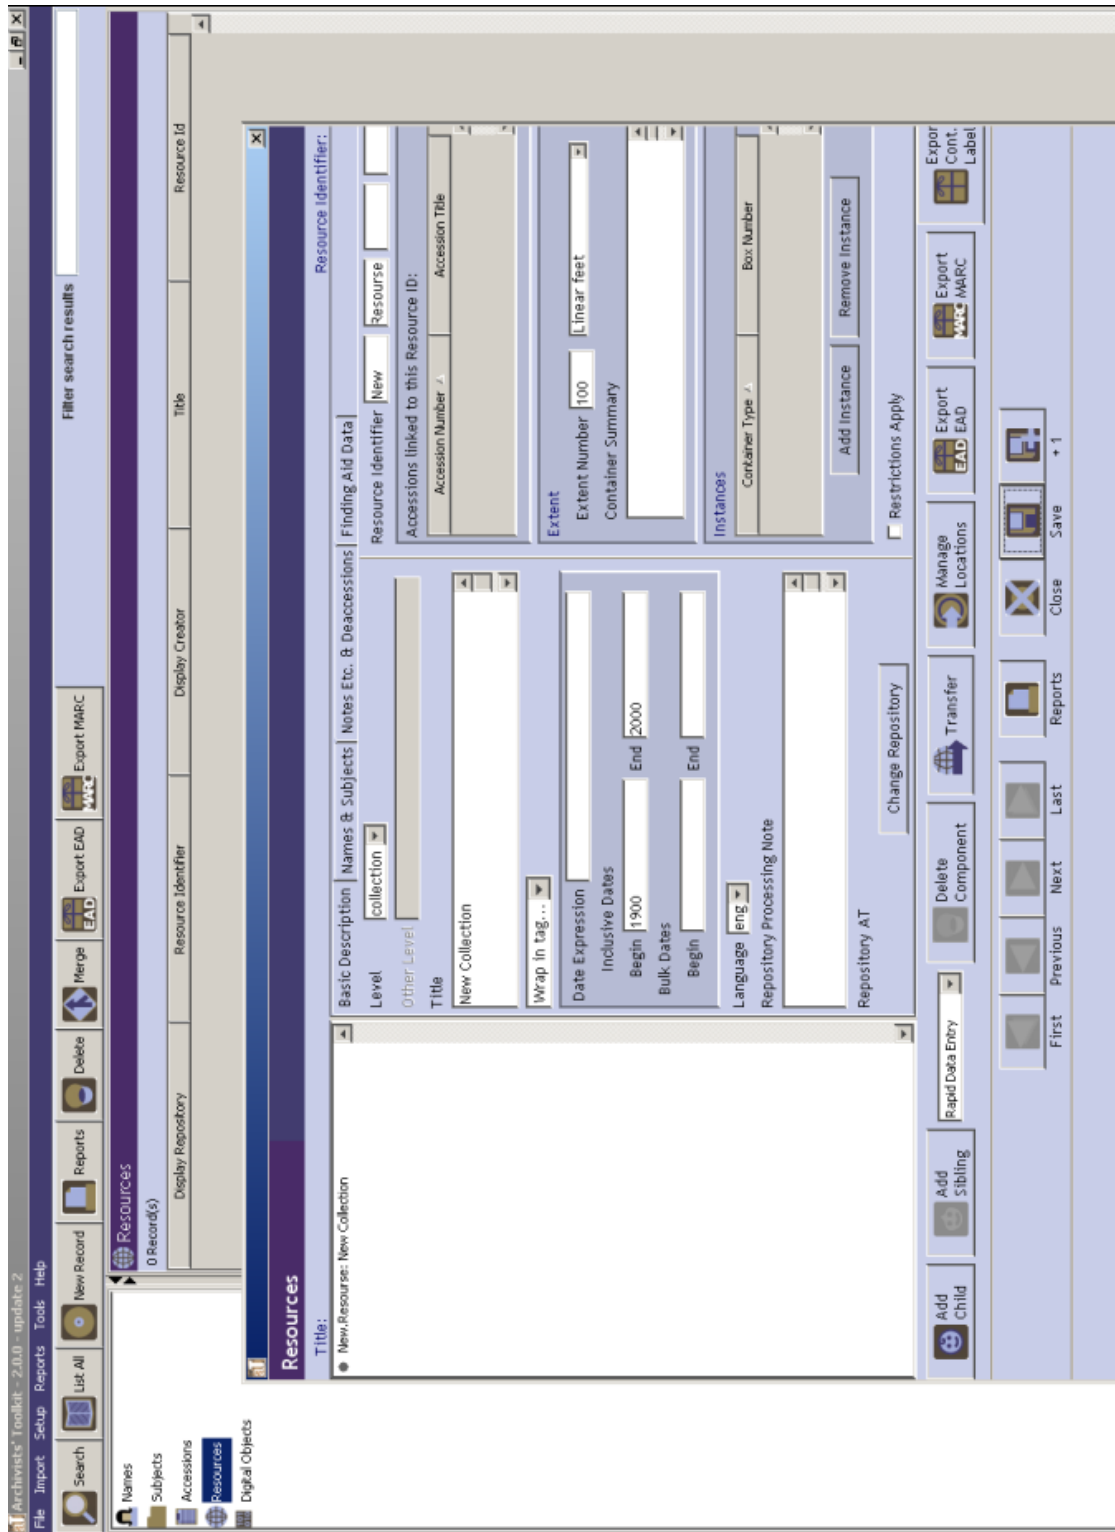 Archivists' Toolkit - 2.0.0 - update 2
File Import Setup Reports Tools Help
Search List All New Record Reports Delete Merge EAD Export EAD MARC Export MARC Filter search results
Names
Subjects
Accessions
Resources
Digital Objects
Resources
0 Record(s)
Display Repository Resource Identifier Display Creator Title Resource Id
Resources
Title: Resource Identifier:
New.Resourse: New Collection
Basic Description Names & Subjects Notes Etc. & Deaccessions Finding Aid Data
Level collection
Other Level
Title
New Collection
Wrap in tag...
Date Expression
Inclusive Dates
Begin 1900 End 2000
Bulk Dates
Begin End
Language eng
Repository Processing Note
Repository AT
Change Repository
Resource Identifier New Resourse
Accessions linked to this Resource ID:
Accession Number Accession Title
Extent
Extent Number 100 Linear feet
Container Summary
Instances
Container Type Box Number
Add Instance Remove Instance
Restrictions Apply
Add Child
Add Sibling
Rapid Data Entry
Delete Component
Transfer
Manage Locations
EAD Export EAD
MARC Export MARC
Expor Cont. Label
First Previous Next Last Reports Close Save + 1